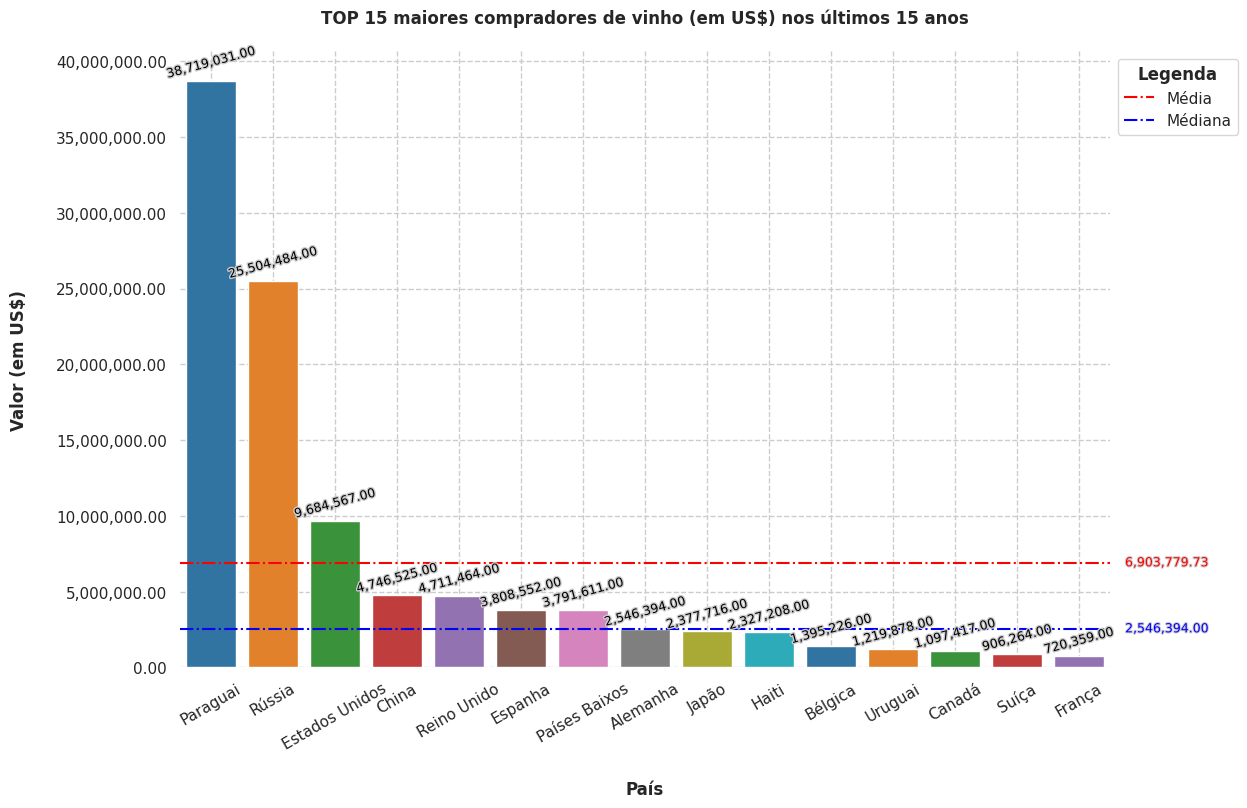 TOP 15 maiores compradores de vinho (em US$) nos últimos 15 anos
Valor (em US$)
40,000,000.00
35,000,000.00
30,000,000.00
25,000,000.00
20,000,000.00
15,000,000.00
10,000,000.00
5,000,000.00
0.00
38,719,031.00
25,504,484.00
9,684,567.00
4,746,525.00
4,711,464.00
3,808,552.00
3,791,611.00
2,546,394.00
2,377,716.00
2,327,208.00
1,395,226.00
1,219,878.00
1,097,417.00
906,264.00
720,359.00
Legenda
Média
Médiana
6,903,779.73
2,546,394.00
Paraguai
Rússia
Estados Unidos
China
Reino Unido
Espanha
Países Baixos
Alemanha
Japão
Haiti
Bélgica
Uruguai
Canadá
Suíça
França
País